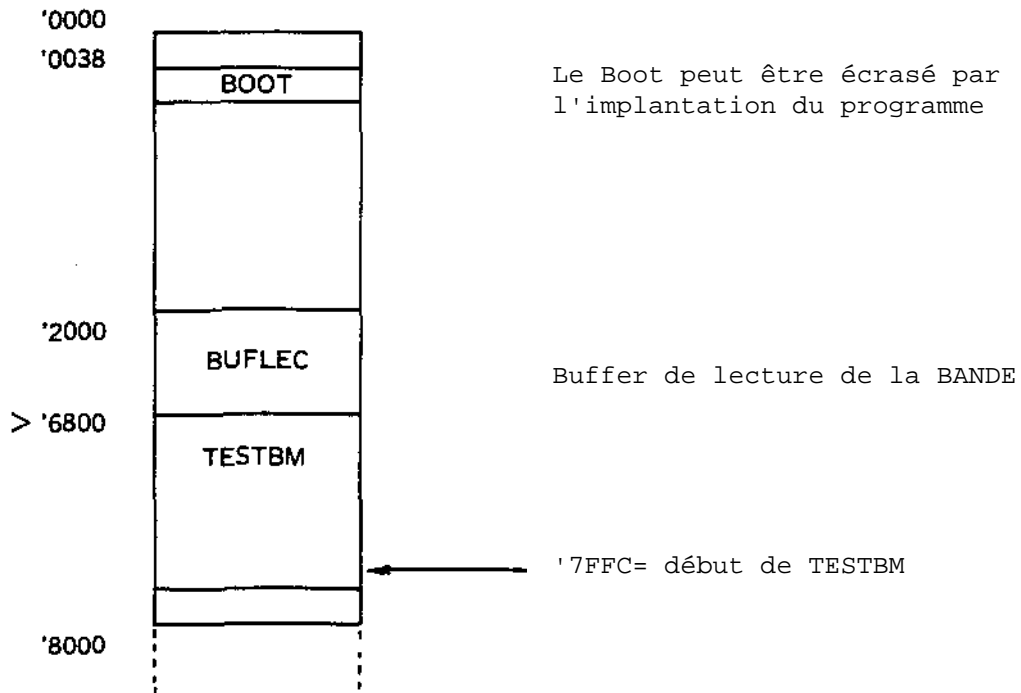 '0000
'0038
BOOT
Le Boot peut être écrasé par
l'implantation du programme
'2000
BUFLEC
Buffer de lecture de la BANDE
> '6800
TESTBM
'7FFC= début de TESTBM
'8000